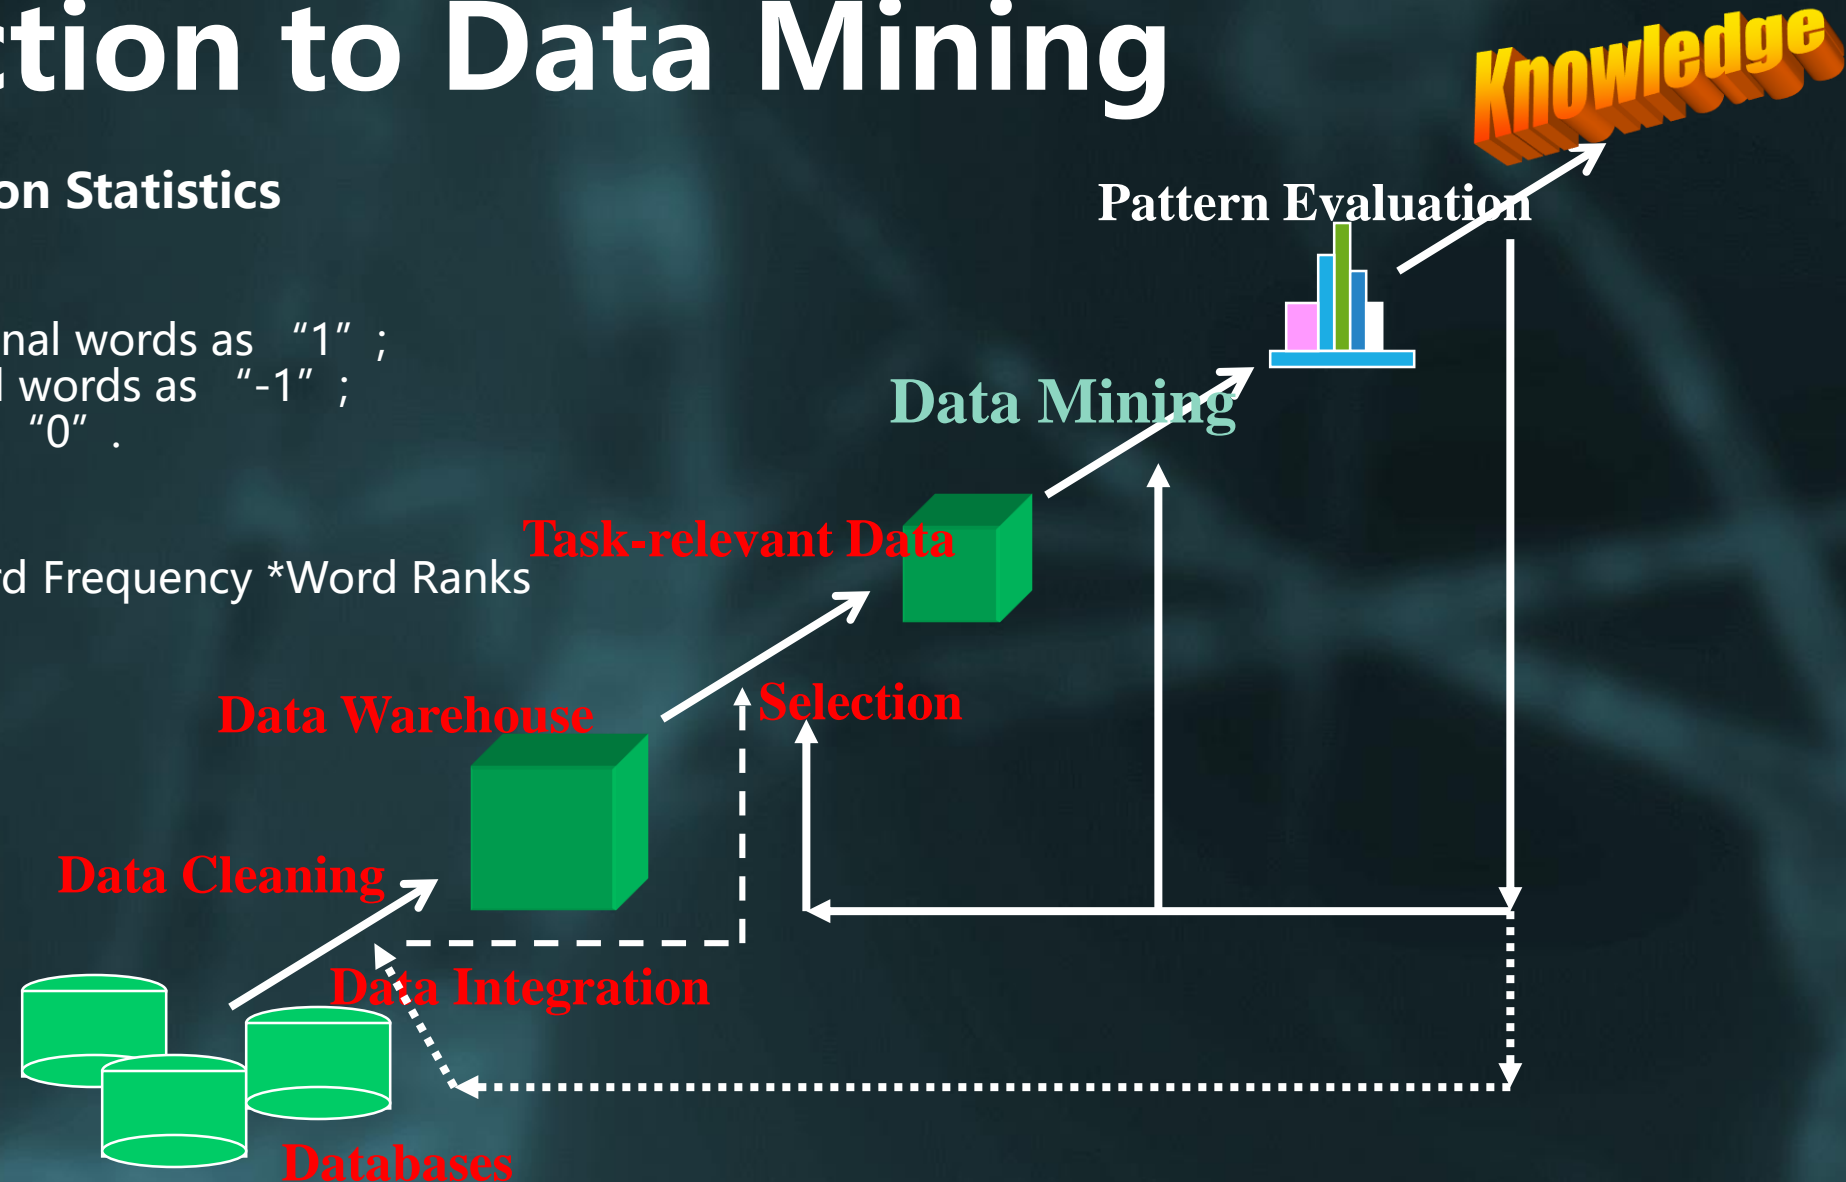 ction to Data Mining
Knowledge
on Statistics
Pattern Evaluation
nal words as “1” ;
l words as “-1” ;
“0” .
Data Mining
Task-relevant Data
rd Frequency *Word Ranks
Data Warehouse
Selection
Data Cleaning
Data Integration
Databases